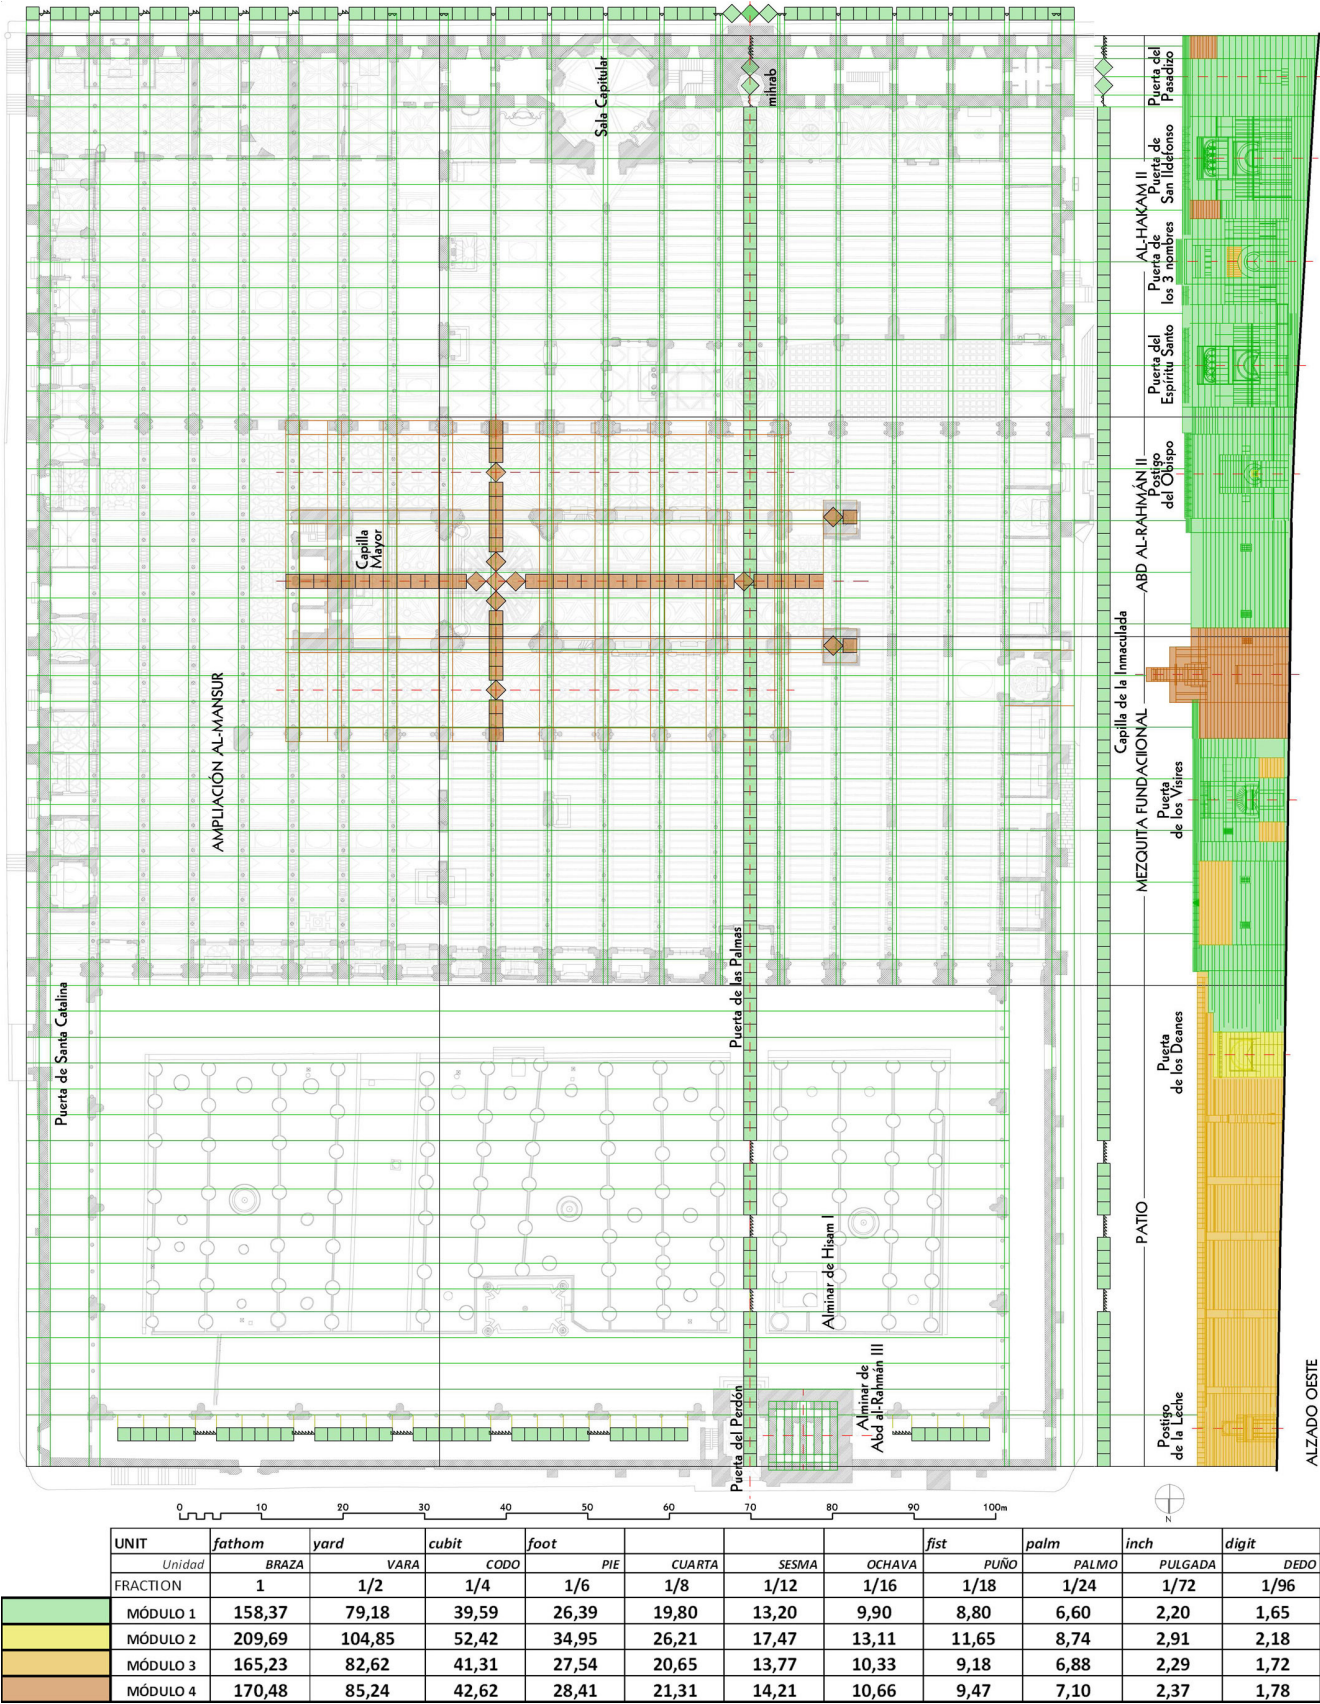 Sala Capitular
mihrab
Puerta del
Pasadizo
AL-HAKAM II
Puerta de
San Ildefonso
Puerta de
los 3 nombres
Puerta del
Espíritu Santo
ABD AL-RAHMÁN II
Postigo
del Obispo
Capilla
Mayor
Capilla de la Inmaculada
AMPLIACIÓN AL-MANSUR
MEZQUITA FUNDACIIONAL
Puerta
de los Visires
Puerta de las Palmas
Puerta de Santa Catalina
Puerta
de los Deanes
PATIO
Alminar de Hisam I
Alminar de
Abd al-Rahmán III
Puerta del Perdón
Postigo
de la Leche
ALZADO OESTE
0 10 20 30 40 50 60 70 80 90 100m
N
UNIT fathom yard cubit foot fist palm inch digit
Unidad BRAZA VARA CODO PIE CUARTA SESMA OCHAVA PUÑO PALMO PULGADA DEDO
FRACTION 1 1/2 1/4 1/6 1/8 1/12 1/16 1/18 1/24 1/72 1/96
MÓDULO 1 158,37 79,18 39,59 26,39 19,80 13,20 9,90 8,80 6,60 2,20 1,65
MÓDULO 2 209,69 104,85 52,42 34,95 26,21 17,47 13,11 11,65 8,74 2,91 2,18
MÓDULO 3 165,23 82,62 41,31 27,54 20,65 13,77 10,33 9,18 6,88 2,29 1,72
MÓDULO 4 170,48 85,24 42,62 28,41 21,31 14,21 10,66 9,47 7,10 2,37 1,78